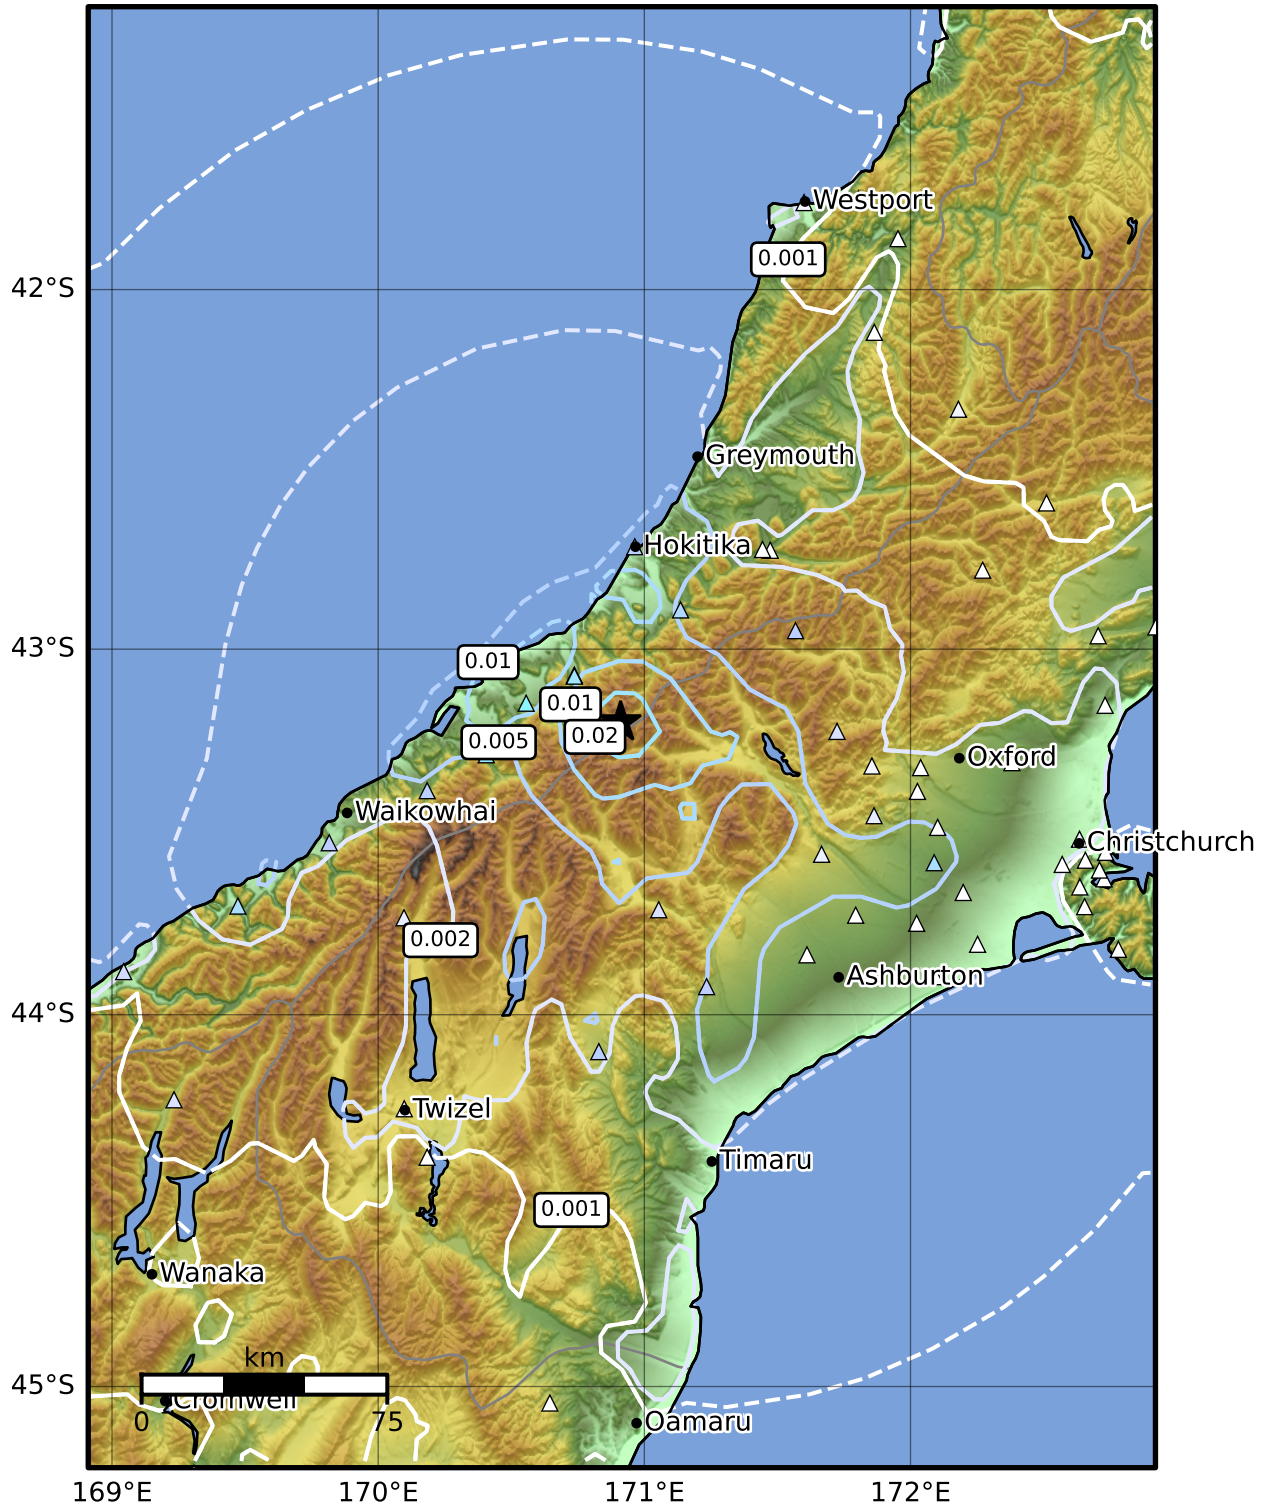 Westport
0.001
42°S
Greymouth
Hokitika
43°S
0.01
0.01
0.02
0.005
Oxford
Waikowhai
Christchurch
0.002
Ashburton
44°S
Twizel
Timaru
0.001
Wanaka
km
45°S
Cromwell
0
75
Oamaru
169°E
170°E
171°E
172°E